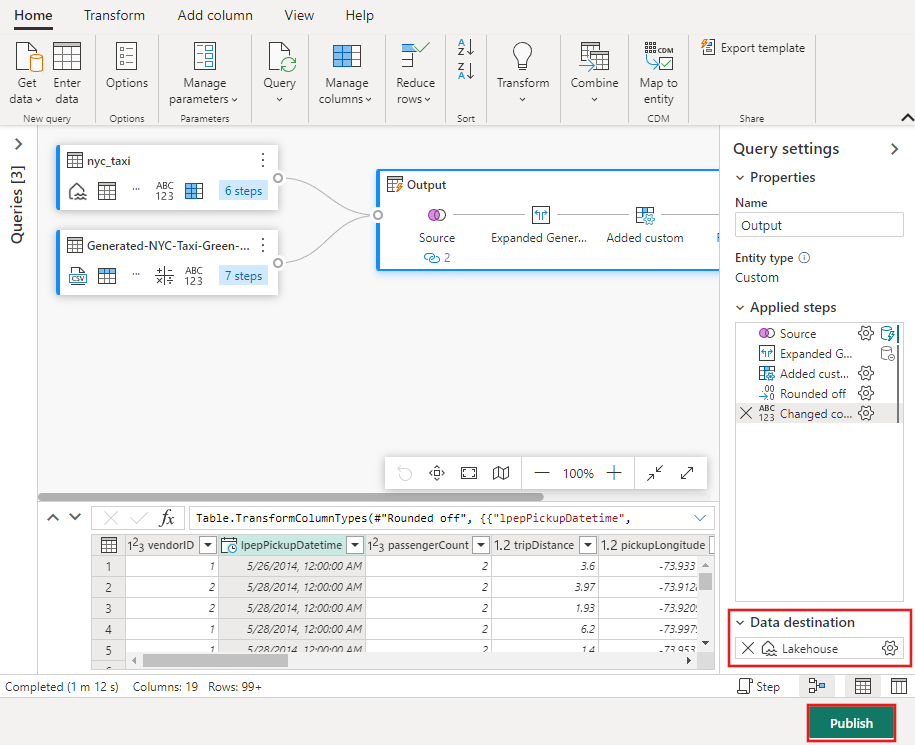 Home Transform Add column View Help
Get data
Enter data
New query
Options
Options
Manage parameters
Parameters
Query
Manage columns
Reduce rows
A Z
Z A
Sort
Transform
Combine
CDM
Map to entity
CDM
Export template
Share
Queries [3]
nyc_taxi
ABC 123
6 steps
Generated-NYC-Taxi-Green-...
CSV
ABC 123
7 steps
Output
Source
Expanded Gener...
Added custom
2
100%
Query settings
Properties
Name
Output
Entity type
Custom
Applied steps
Source
Expanded G...
Added cust...
.00 .0 Rounded off
ABC 123 Changed co...
fx Table.TransformColumnTypes(#"Rounded off", {{"lpepPickupDatetime",
123 vendorID lpepPickupDatetime 123 passengerCount 1.2 tripDistance 1.2 pickupLongitude
1 1 5/26/2014, 12:00:00 AM 2 3.6 -73.933
2 2 5/28/2014, 12:00:00 AM 2 3.97 -73.912
3 2 5/28/2014, 12:00:00 AM 2 1.93 -73.920
4 1 5/28/2014, 12:00:00 AM 2 6.2 -73.997
5 1 5/28/2014, 12:00:00 AM 2 1.4 -73.953
Data destination
Lakehouse
Completed (1 m 12 s) Columns: 19 Rows: 99+
Step
Publish